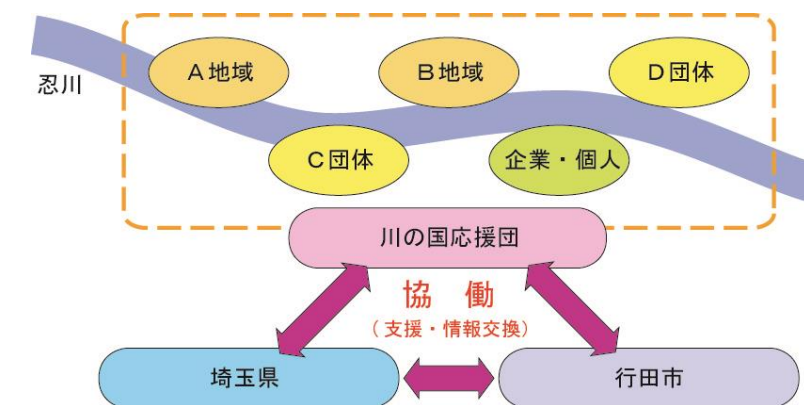 A地域
B地域
D団体
忍川
C団体
企業・個人
川の国応援団
協 働
(支援・情報交換)
埼玉県
行田市